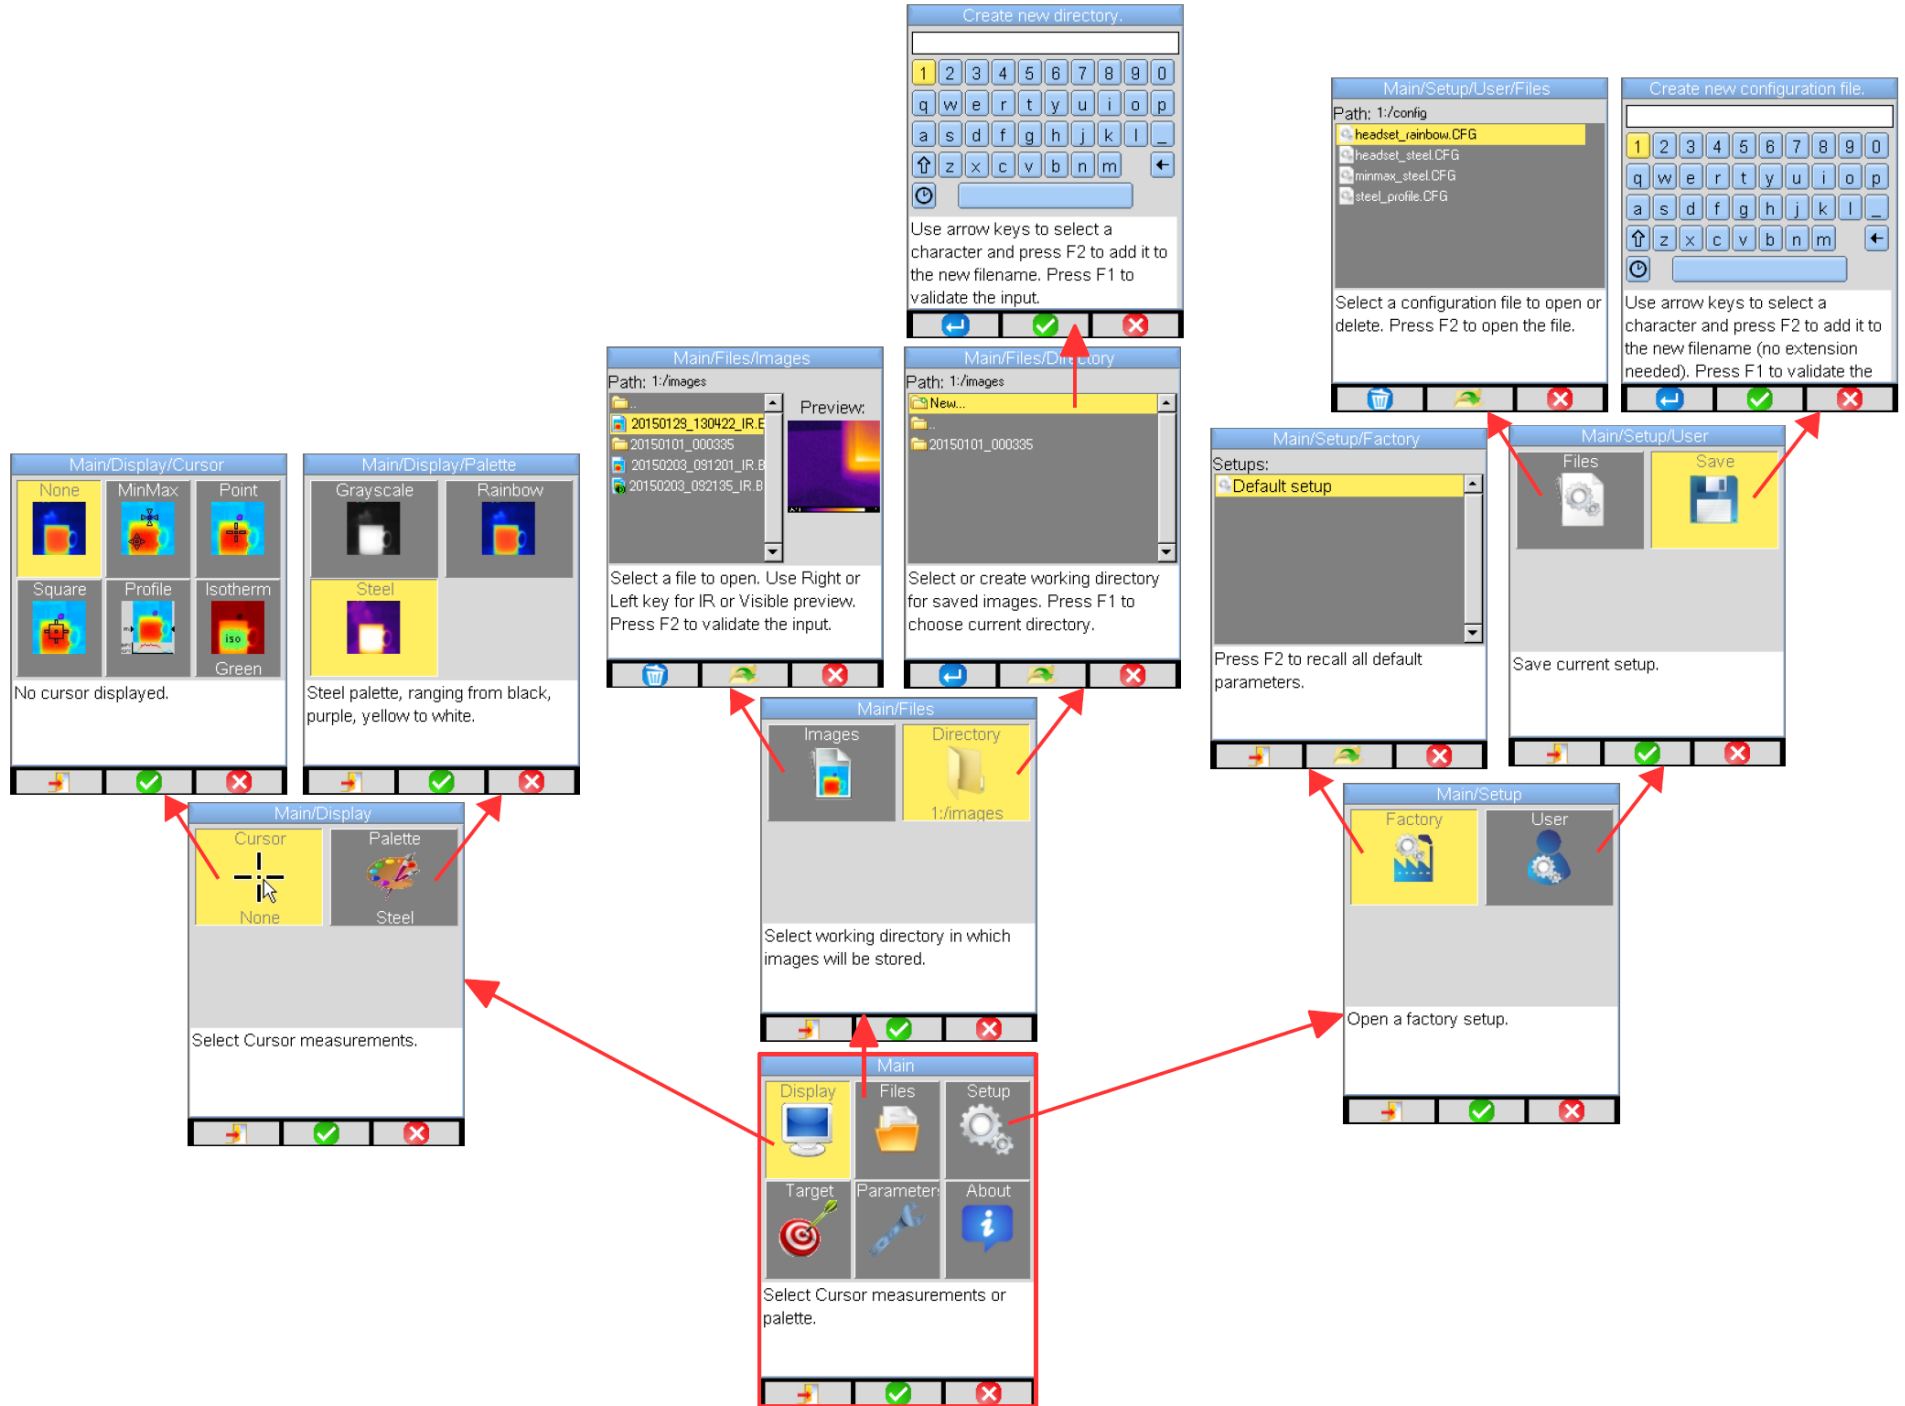 Create new directory.
1 2 3 4 5 6 7 8 9 0
q w e r t y u i o p
a s d f g h j k l _
z x c v b n m
Use arrow keys to select a
character and press F2 to add it to
the new filename. Press F1 to
validate the input.
Main/Setup/User/Files
Path: 1:/config
headset_rainbow.CFG
headset_steel.CFG
minmax_steel.CFG
steel_profile.CFG
Select a configuration file to open or
delete. Press F2 to open the file.
Create new configuration file.
1 2 3 4 5 6 7 8 9 0
q w e r t y u i o p
a s d f g h j k l _
z x c v b n m
Use arrow keys to select a
character and press F2 to add it to
the new filename (no extension
needed). Press F1 to validate the
Main/Files/Images
Path: 1:/images
..
20150129_130422_IR.E
20150101_000335
20150203_091201_IR.B
20150203_092135_IR.B
Preview:
Select a file to open. Use Right or
Left key for IR or Visible preview.
Press F2 to validate the input.
Main/Files/Directory
Path: 1:/images
New...
..
20150101_000335
Select or create working directory
for saved images. Press F1 to
choose current directory.
Main/Setup/Factory
Setups:
Default setup
Press F2 to recall all default
parameters.
Main/Setup/User
Files Save
Save current setup.
Main/Display/Cursor
None MinMax Point
Square Profile Isotherm
iso
Green
No cursor displayed.
Main/Display/Palette
Grayscale Rainbow
Steel
Steel palette, ranging from black,
purple, yellow to white.
Main/Files
Images Directory
1:/images
Select working directory in which
images will be stored.
Main/Setup
Factory User
Open a factory setup.
Main/Display
Cursor Palette
None Steel
Select Cursor measurements.
Main
Display Files Setup
Target Parameter About
Select Cursor measurements or
palette.